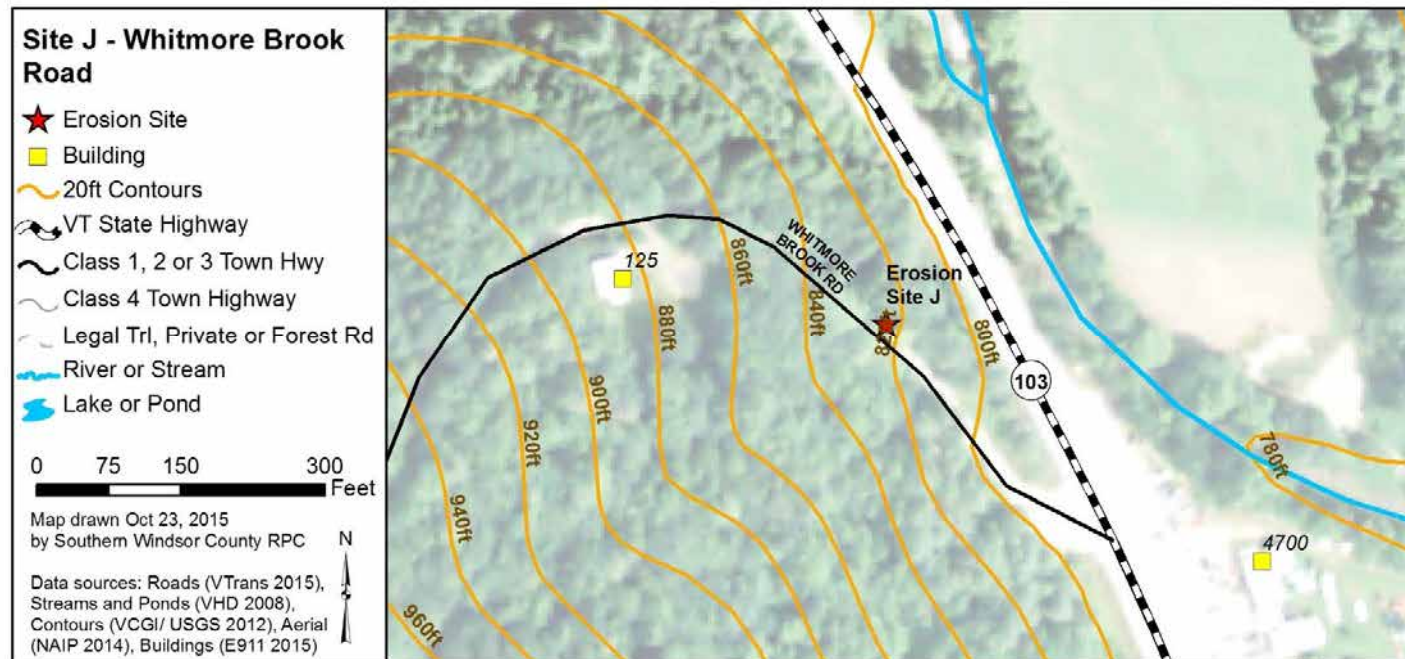 Site J - Whitmore Brook
Road
Erosion Site
Building
20ft Contours
VT State Highway
Class 1, 2 or 3 Town Hwy
Class 4 Town Highway
Legal Trl, Private or Forest Rd
River or Stream
Lake or Pond
0 75 150 300
Feet
Map drawn Oct 23, 2015
by Southern Windsor County RPC
N
Data sources: Roads (VTrans 2015),
Streams and Ponds (VHD 2008),
Contours (VCGI/ USGS 2012), Aerial
(NAIP 2014), Buildings (E911 2015)
WHITMORE
BROOK RD
Erosion
Site J
125
860ft
840ft
800ft
880ft
900ft
920ft
940ft
960ft
103
780ft
4700